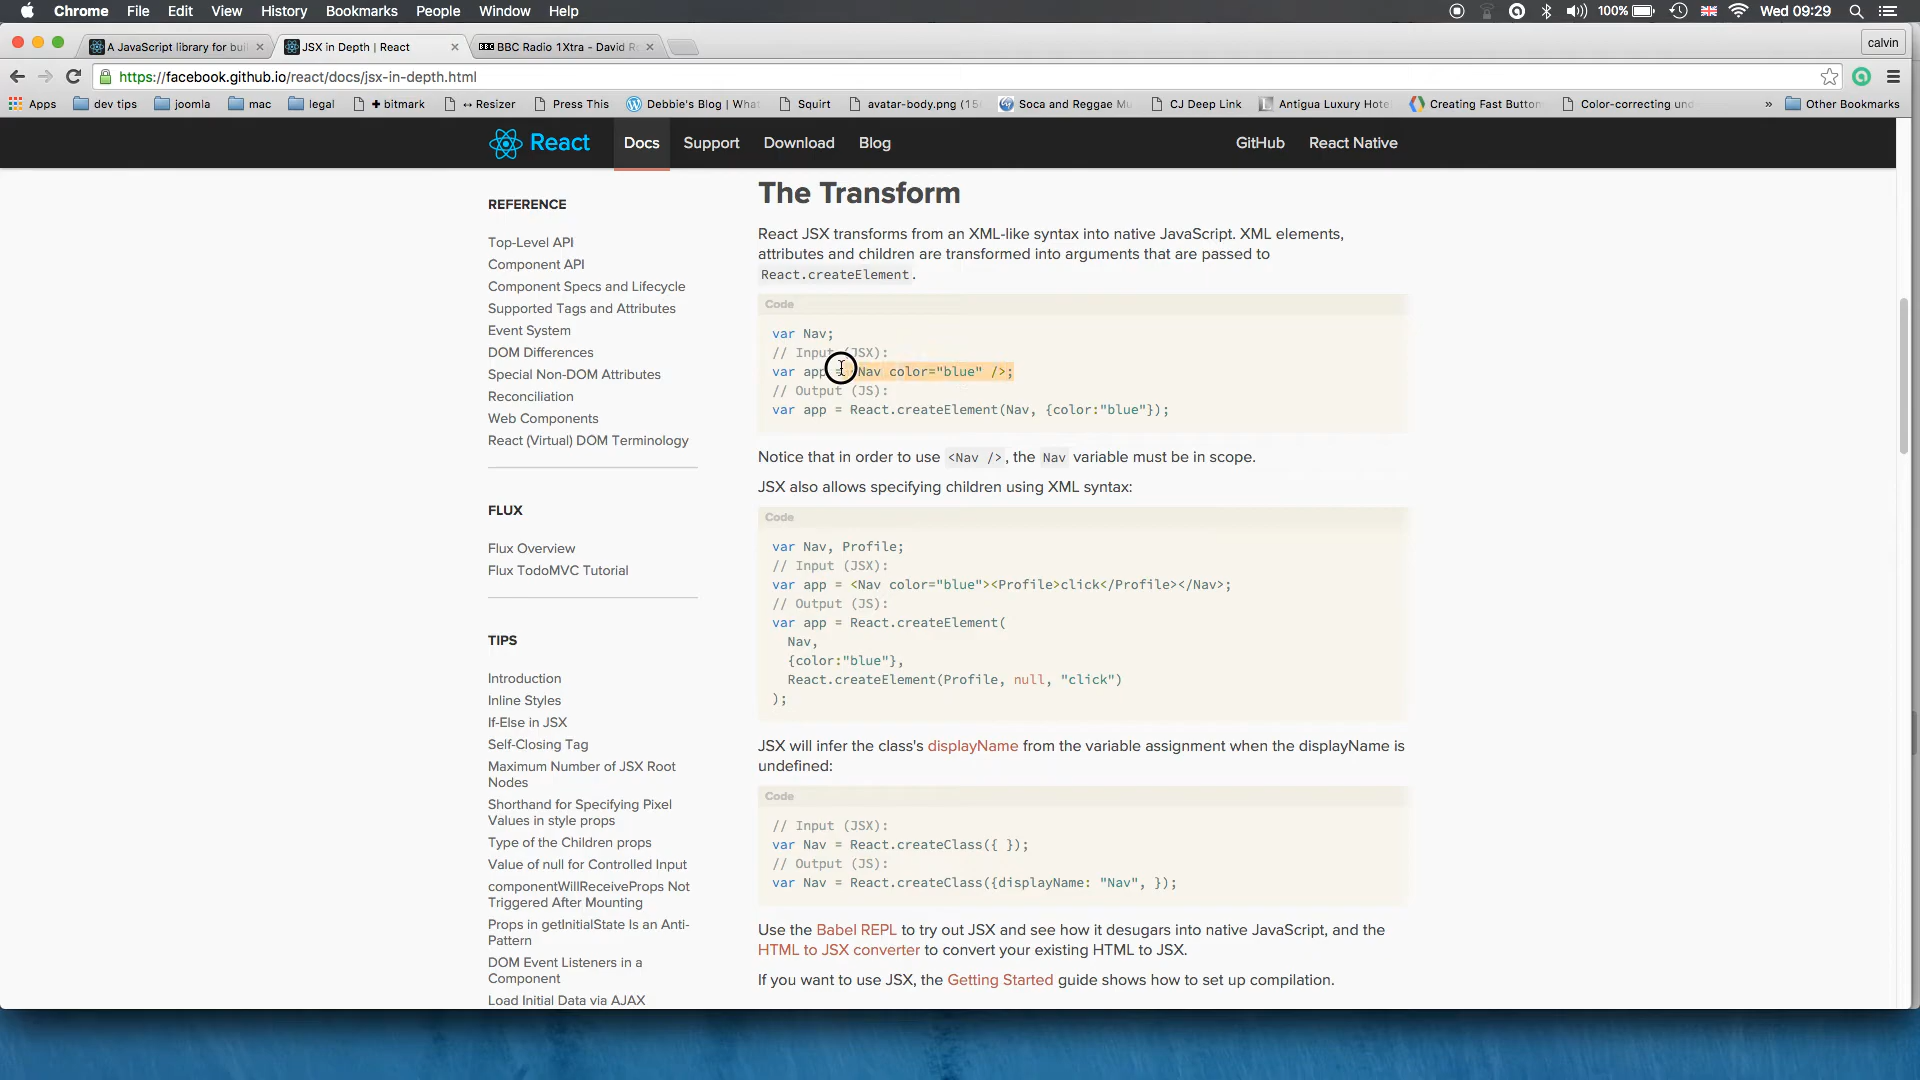 Chrome File Edit View History Bookmarks People Window Help 100% Wed 09:29
A JavaScript library for bui
JSX in Depth | React
BBC Radio 1Xtra - David R
calvin
https://facebook.github.io/react/docs/jsx-in-depth.html
Apps dev tips joomla mac legal + bitmark ↔ Resizer Press This Debbie's Blog | Wha Squirt avatar-body.png (15 Soca and Reggae Mu CJ Deep Link Antigua Luxury Hote Creating Fast Button Color-correcting un » Other Bookmarks
React Docs Support Download Blog GitHub React Native
REFERENCE
Top-Level API
Component API
Component Specs and Lifecycle
Supported Tags and Attributes
Event System
DOM Differences
Special Non-DOM Attributes
Reconciliation
Web Components
React (Virtual) DOM Terminology
FLUX
Flux Overview
Flux TodoMVC Tutorial
TIPS
Introduction
Inline Styles
If-Else in JSX
Self-Closing Tag
Maximum Number of JSX Root
Nodes
Shorthand for Specifying Pixel
Values in style props
Type of the Children props
Value of null for Controlled Input
componentWillReceiveProps Not
Triggered After Mounting
Props in getInitialState Is an Anti-
Pattern
DOM Event Listeners in a
Component
Load Initial Data via AJAX
The Transform
React JSX transforms from an XML-like syntax into native JavaScript. XML elements,
attributes and children are transformed into arguments that are passed to
React.createElement.
Code
var Nav;
// Input (JSX):
var app = <Nav color="blue" />;
// Output (JS):
var app = React.createElement(Nav, {color:"blue"});
Notice that in order to use <Nav />, the Nav variable must be in scope.
JSX also allows specifying children using XML syntax:
Code
var Nav, Profile;
// Input (JSX):
var app = <Nav color="blue"><Profile>click</Profile></Nav>;
// Output (JS):
var app = React.createElement(
Nav,
{color:"blue"},
React.createElement(Profile, null, "click")
);
JSX will infer the class's displayName from the variable assignment when the displayName is
undefined:
Code
// Input (JSX):
var Nav = React.createClass({ });
// Output (JS):
var Nav = React.createClass({displayName: "Nav", });
Use the Babel REPL to try out JSX and see how it desugars into native JavaScript, and the
HTML to JSX converter to convert your existing HTML to JSX.
If you want to use JSX, the Getting Started guide shows how to set up compilation.